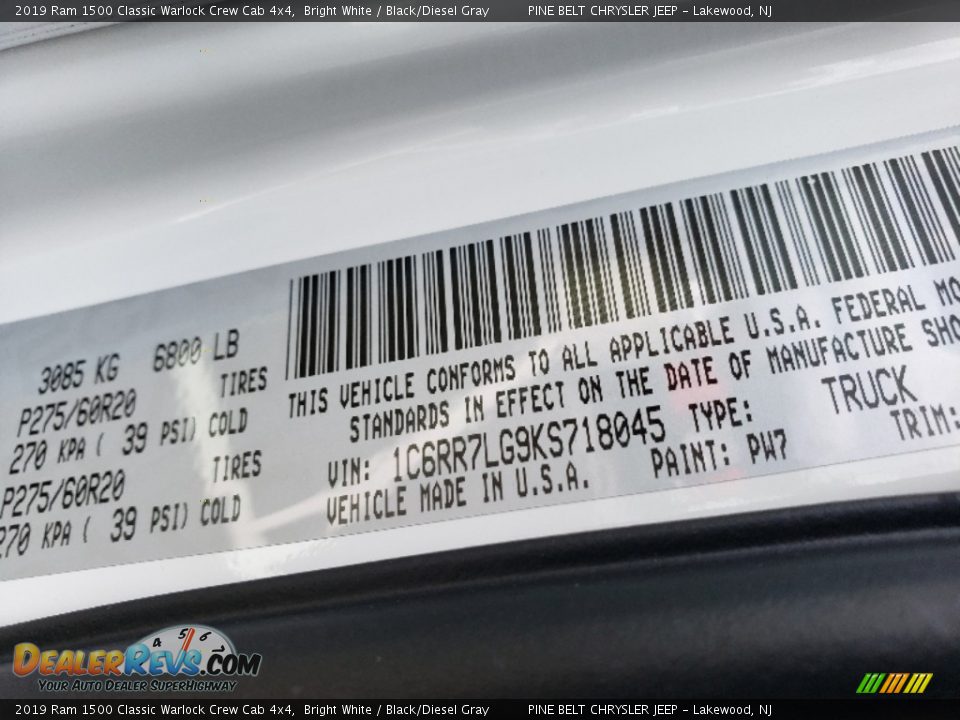 2019 Ram 1500 Classic Warlock Crew Cab 4x4, Bright White / Black/Diesel Gray PINE BELT CHRYSLER JEEP - Lakewood, NJ
3085 KG 6800 LB
P275/60R20 TIRES
270 KPA ( 39 PSI) COLD
P275/60R20 TIRES
270 KPA ( 39 PSI) COLD
THIS VEHICLE CONFORMS TO ALL APPLICABLE U.S.A. FEDERAL
STANDARDS IN EFFECT ON THE DATE OF MANUFACTURE
VIN: 1C6RR7LG9KS718045 TYPE: TRUCK
VEHICLE MADE IN U.S.A. PAINT: PW7 TRIM:
4 5 6
DEALERREVS.COM
YOUR AUTO DEALER SUPERHIGHWAY
2019 Ram 1500 Classic Warlock Crew Cab 4x4, Bright White / Black/Diesel Gray PINE BELT CHRYSLER JEEP - Lakewood, NJ